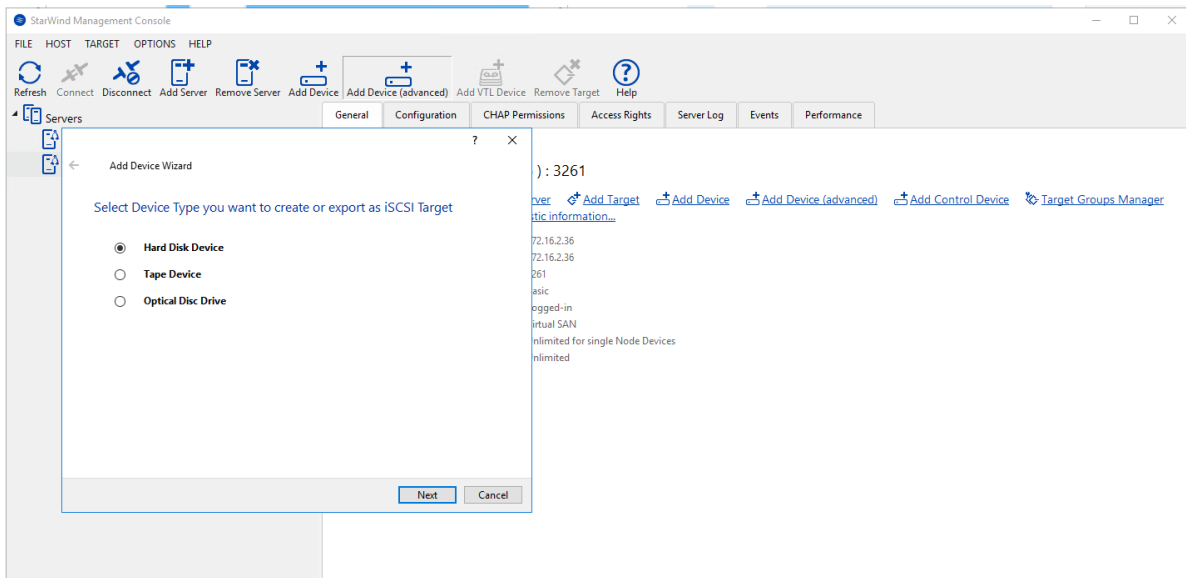 StarWind Management Console
FILE HOST TARGET OPTIONS HELP
Refresh Connect Disconnect Add Server Remove Server Add Device Add Device (advanced) Add VTL Device Remove Target Help
Servers
General Configuration CHAP Permissions Access Rights Server Log Events Performance
? 
Add Device Wizard
Select Device Type you want to create or export as iSCSI Target
Hard Disk Device
Tape Device
Optical Disc Drive
Next Cancel
) : 3261
rver Add Target Add Device Add Device (advanced) Add Control Device Target Groups Manager
stic information...
72.16.2.36
72.16.2.36
261
asic
ogged-in
irtual SAN
nlimited for single Node Devices
nlimited